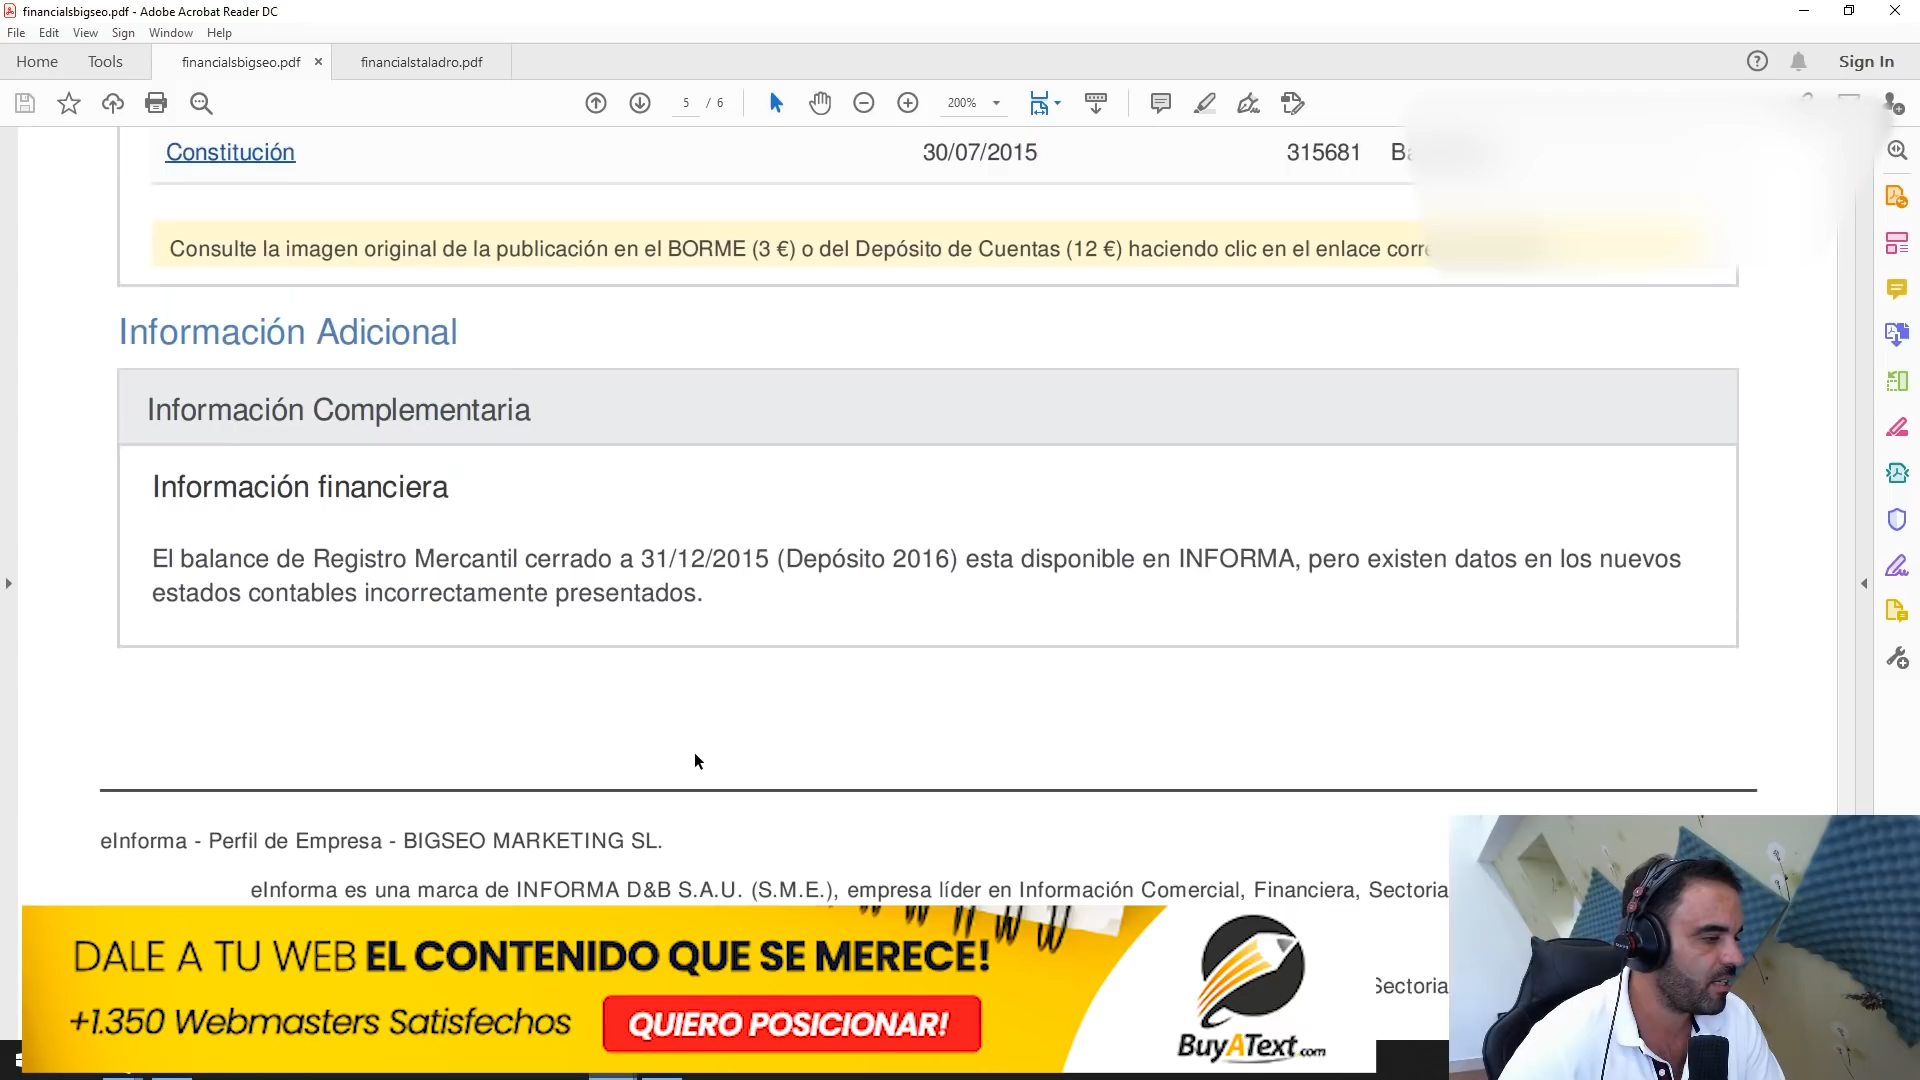 financialsbigseo.pdf - Adobe Acrobat Reader DC
File Edit View Sign Window Help
Home Tools financialsbigseo.pdf × financialstaladro.pdf Sign In
5 / 6 200%
Constitución 30/07/2015 315681
Consulte la imagen original de la publicación en el BORME (3 €) o del Depósito de Cuentas (12 €) haciendo clic en el enlace
Información Adicional
Información Complementaria
Información financiera
El balance de Registro Mercantil cerrado a 31/12/2015 (Depósito 2016) esta disponible en INFORMA, pero existen datos en los nuevos
estados contables incorrectamente presentados.
eInforma - Perfil de Empresa - BIGSEO MARKETING SL.
eInforma es una marca de INFORMA D&B S.A.U. (S.M.E.), empresa líder en Información Comercial, Financiera, Sectoria
Sectoria
DALE A TU WEB EL CONTENIDO QUE SE MERECE!
+1.350 Webmasters Satisfechos
QUIERO POSICIONAR!
BuyAText.com